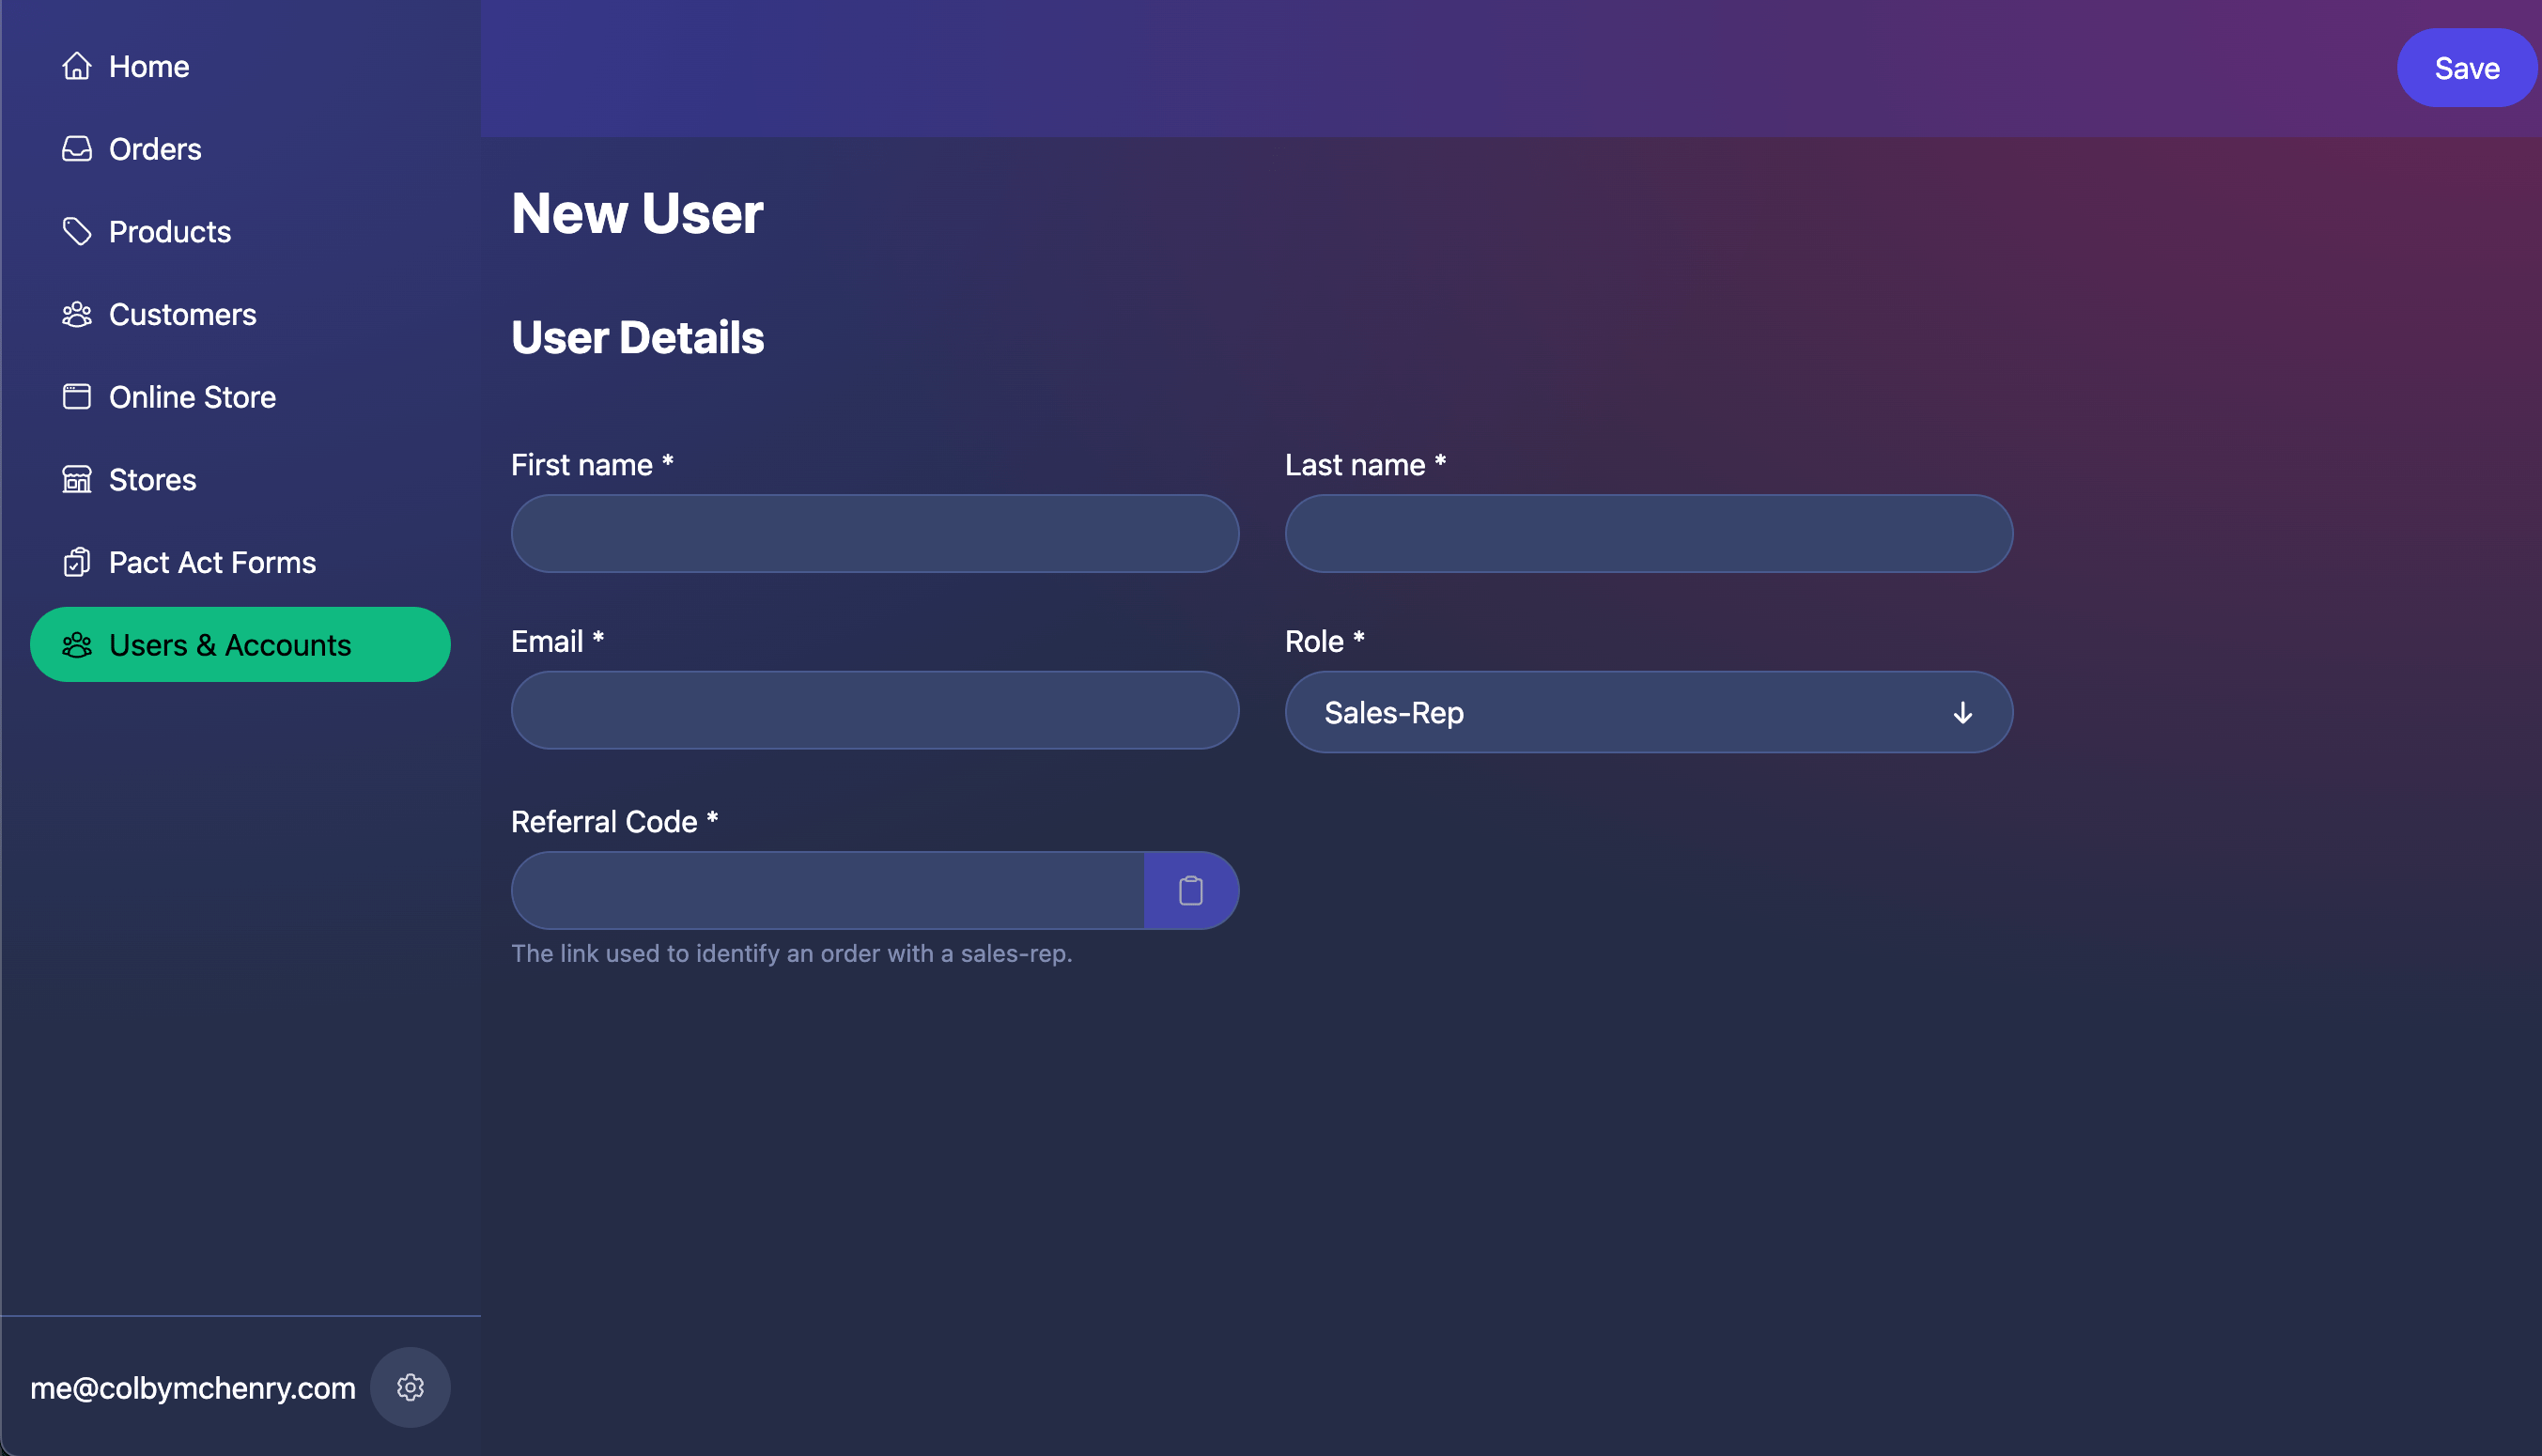 Home
Orders
Products
Customers
Online Store
Stores
Pact Act Forms
Users & Accounts
me@colbymchenry.com
Save
New User
User Details
First name *
Last name *
Email *
Role *
Sales-Rep
Referral Code *
The link used to identify an order with a sales-rep.